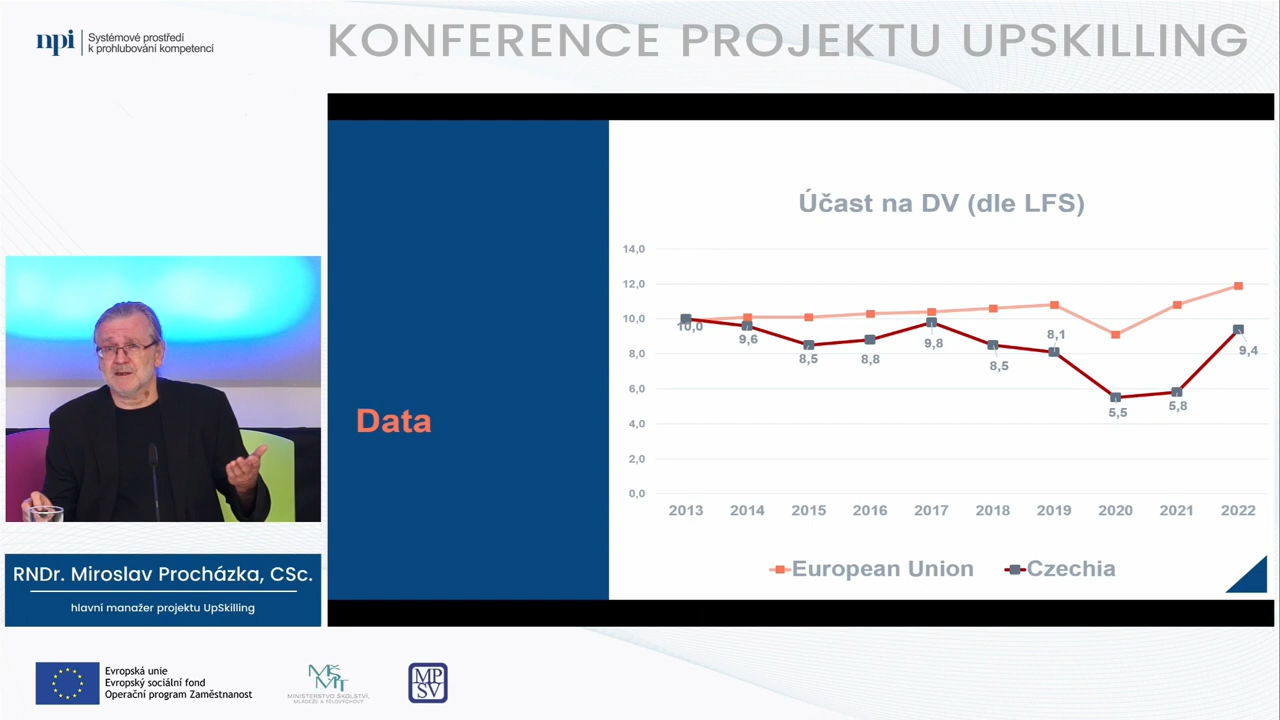 npi
Systémové prostředí
k prohlubování kompetencí
KONFERENCE PROJEKTU UPSKILLING
Data
Účast na DV (dle LFS)
14,0
12,0
10,0
8,0
6,0
4,0
2,0
0,0
10,0
9,6
8,5
8,8
9,8
8,5
8,1
5,5
5,8
9,4
2013 2014 2015 2016 2017 2018 2019 2020 2021 2022
European Union Czechia
RNDr. Miroslav Procházka, CSc.
hlavní manažer projektu UpSkilling
Evropská unie
Evropský sociální fond
Operační program Zaměstnanost
MŠMT
MINISTERSTVO ŠKOLSTVÍ,
MLÁDEŽE A TĚLOVÝCHOVY
MP
SV